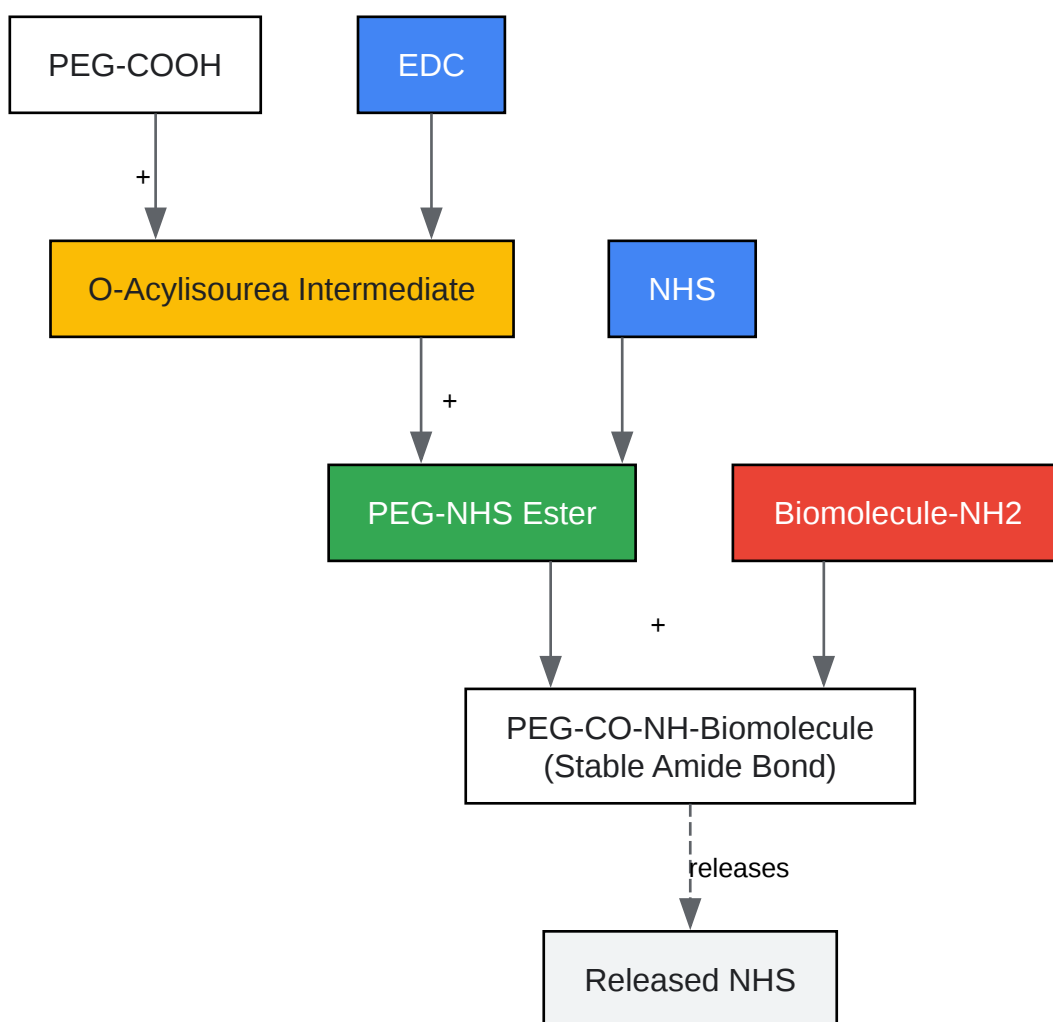 PEG-COOH
EDC
+
O-Acylisourea Intermediate
NHS
+
PEG-NHS Ester
Biomolecule-NH2
+
PEG-CO-NH-Biomolecule
(Stable Amide Bond)
releases
Released NHS